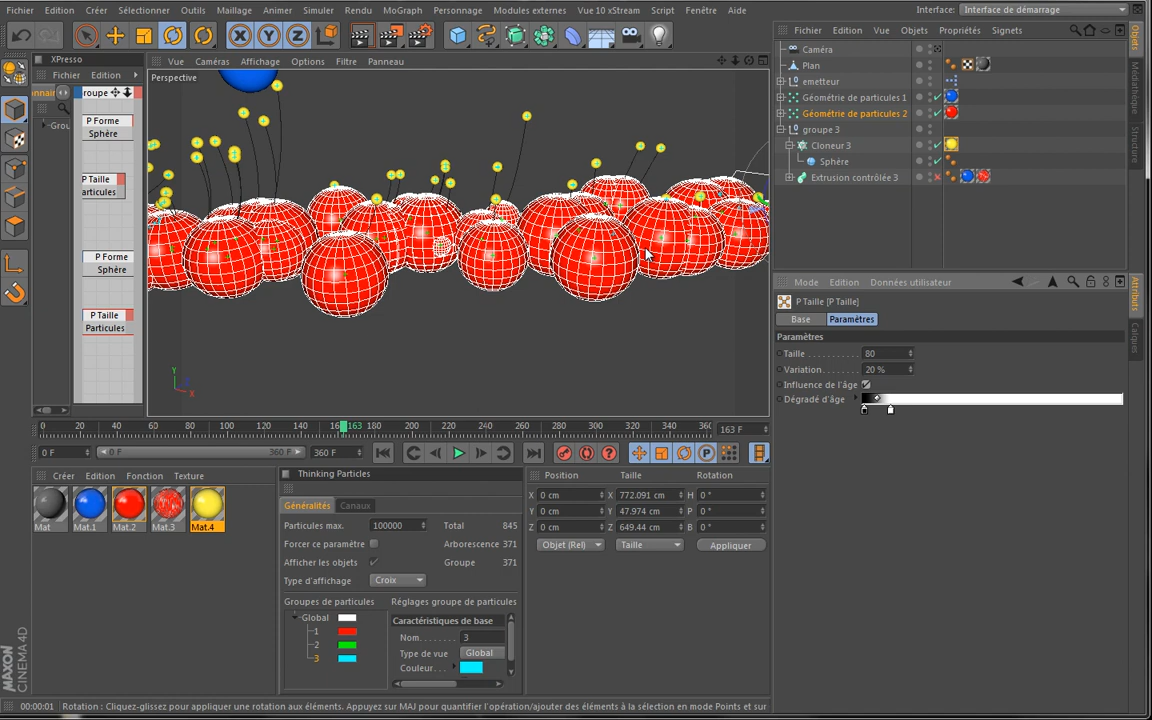 Fichier Edition Créer Sélectionner Outils Maillage Animer Simuler Rendu MoGraph Personnage Modules externes Vue 10 xStream Script Fenêtre Aide Interface: Interface de démarrage
XPresso
Fichier Edition
Vue Caméras Affichage Options Filtre Panneau
Perspective
roupe
P Forme
Sphère
P Taille
articules
P Forme
Sphère
P Taille
Particules
Grou
Y
X
Fichier Edition Vue Objets Propriétés Signets
Caméra
Plan
emetteur
Géométrie de particules 1
Géométrie de particules 2
groupe 3
Cloneur 3
Sphère
Extrusion contrôlée 3
Objets
Médiathèque
Structure
Mode Edition Données utilisateur
P Taille [P Taille]
Base Paramètres
Paramètres
Taille 80
Variation 20 %
Influence de l'âge
Dégradé d'âge
Attributs
Calques
0 20 40 60 80 100 120 140 163 180 200 220 240 260 280 300 320 340 163 F
0 F 0 F 360 F 360 F
Créer Edition Fonction Texture
Mat Mat.1 Mat.2 Mat.3 Mat.4
Thinking Particles
Généralités Canaux
Particules max. 100000 Total 845
Forcer ce paramètre Arborescence 371
Afficher les objets Groupe 371
Type d'affichage Croix
Groupes de particules Réglages groupe de particules
Global
1
2
3
Caractéristiques de base
Nom 3
Type de vue Global
Couleur
Position Taille Rotation
X 0 cm X 772.091 cm H 0 °
Y 0 cm Y 47.974 cm P 0 °
Z 0 cm Z 649.44 cm B 0 °
Objet (Rel) Taille Appliquer
MAXON
CINEMA 4D
00:00:01 Rotation : Cliquez-glissez pour appliquer une rotation aux éléments. Appuyez sur MAJ pour quantifier l'opération/ajouter des éléments à la sélection en mode Points et sur